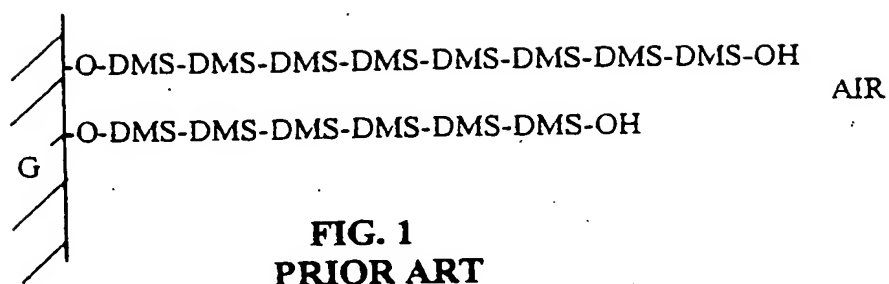 -O-DMS-DMS-DMS-DMS-DMS-DMS-DMS-DMS-OH
AIR
-O-DMS-DMS-DMS-DMS-DMS-DMS-OH
G
FIG. 1
PRIOR ART